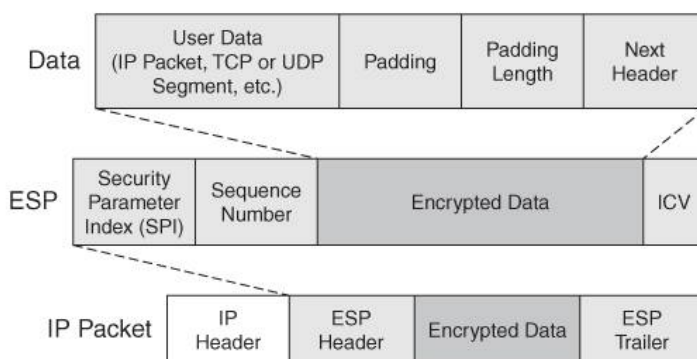 Data
User Data
(IP Packet, TCP or UDP
Segment, etc.)
Padding
Padding
Length
Next
Header
ESP
Security
Parameter
Index (SPI)
Sequence
Number
Encrypted Data
ICV
IP Packet
IP
Header
ESP
Header
Encrypted Data
ESP
Trailer